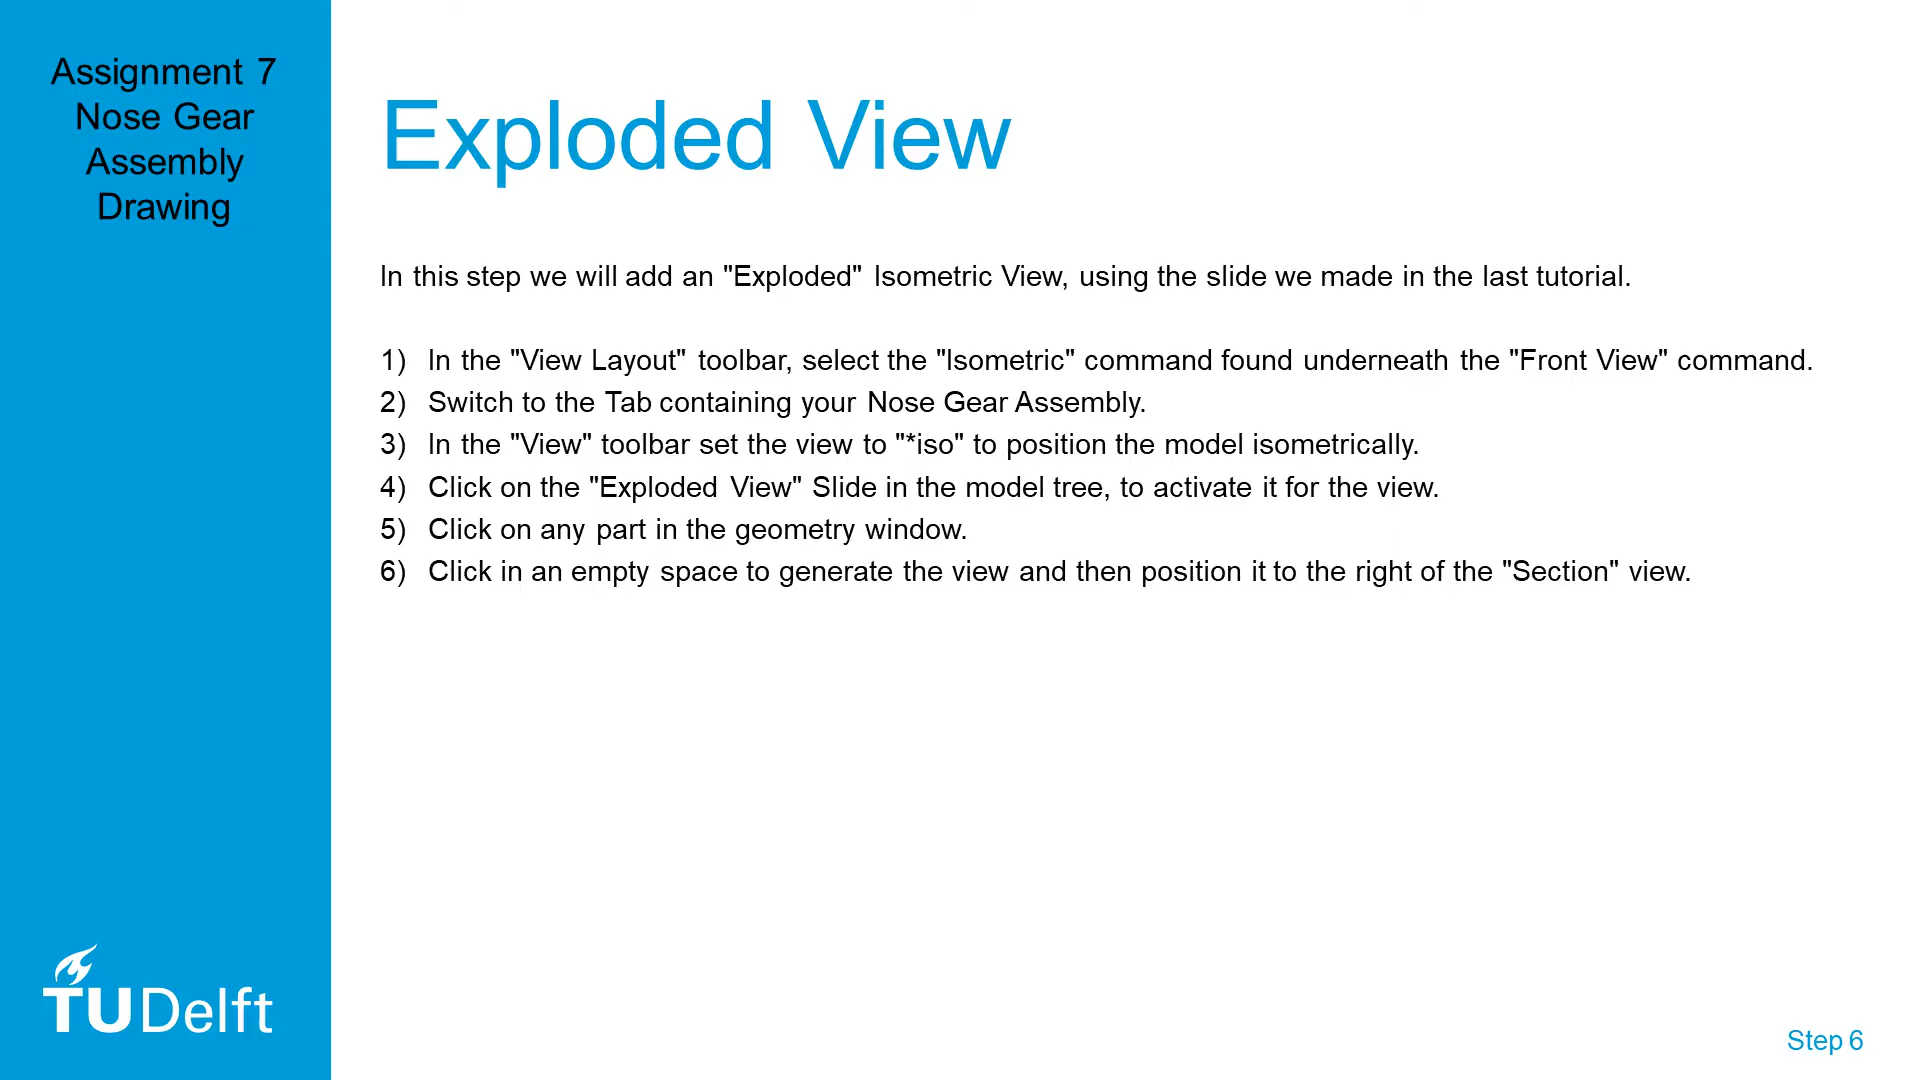 Assignment 7
Nose Gear
Assembly
Drawing
Exploded View
In this step we will add an "Exploded" Isometric View, using the slide we made in the last tutorial.
1) In the "View Layout" toolbar, select the "Isometric" command found underneath the "Front View" command.
2) Switch to the Tab containing your Nose Gear Assembly.
3) In the "View" toolbar set the view to "*iso" to position the model isometrically.
4) Click on the "Exploded View" Slide in the model tree, to activate it for the view.
5) Click on any part in the geometry window.
6) Click in an empty space to generate the view and then position it to the right of the "Section" view.
TUDelft
Step 6